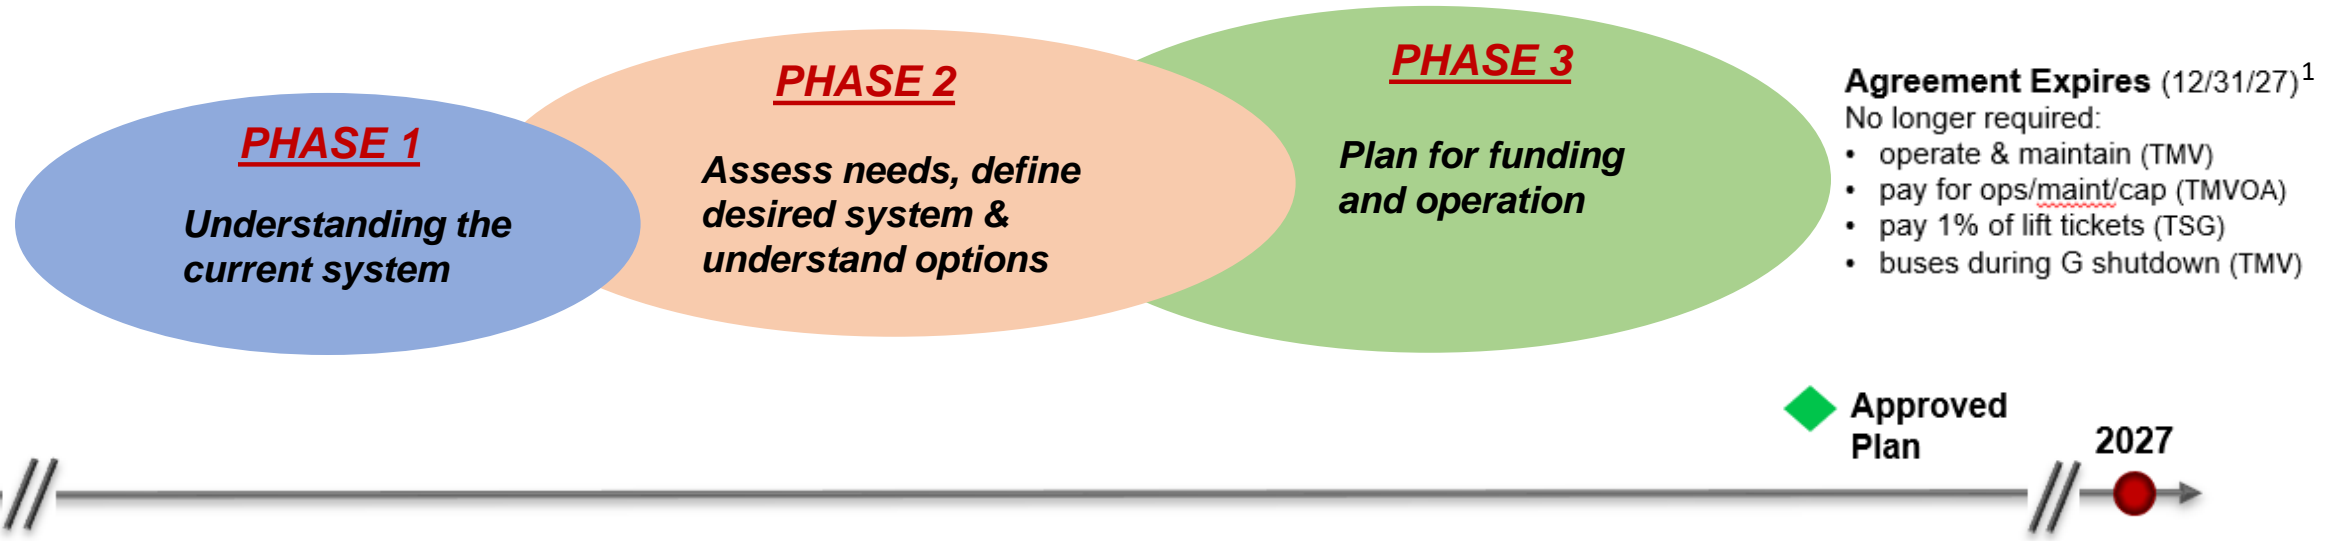 PHASE 1
Understanding the
current system
PHASE 2
Assess needs, define
desired system &
understand options
PHASE 3
Plan for funding
and operation
Agreement Expires (12/31/27)1
No longer required:
• operate & maintain (TMV)
• pay for ops/maint/cap (TMVOA)
• pay 1% of lift tickets (TSG)
• buses during G shutdown (TMV)
Approved
Plan
2027